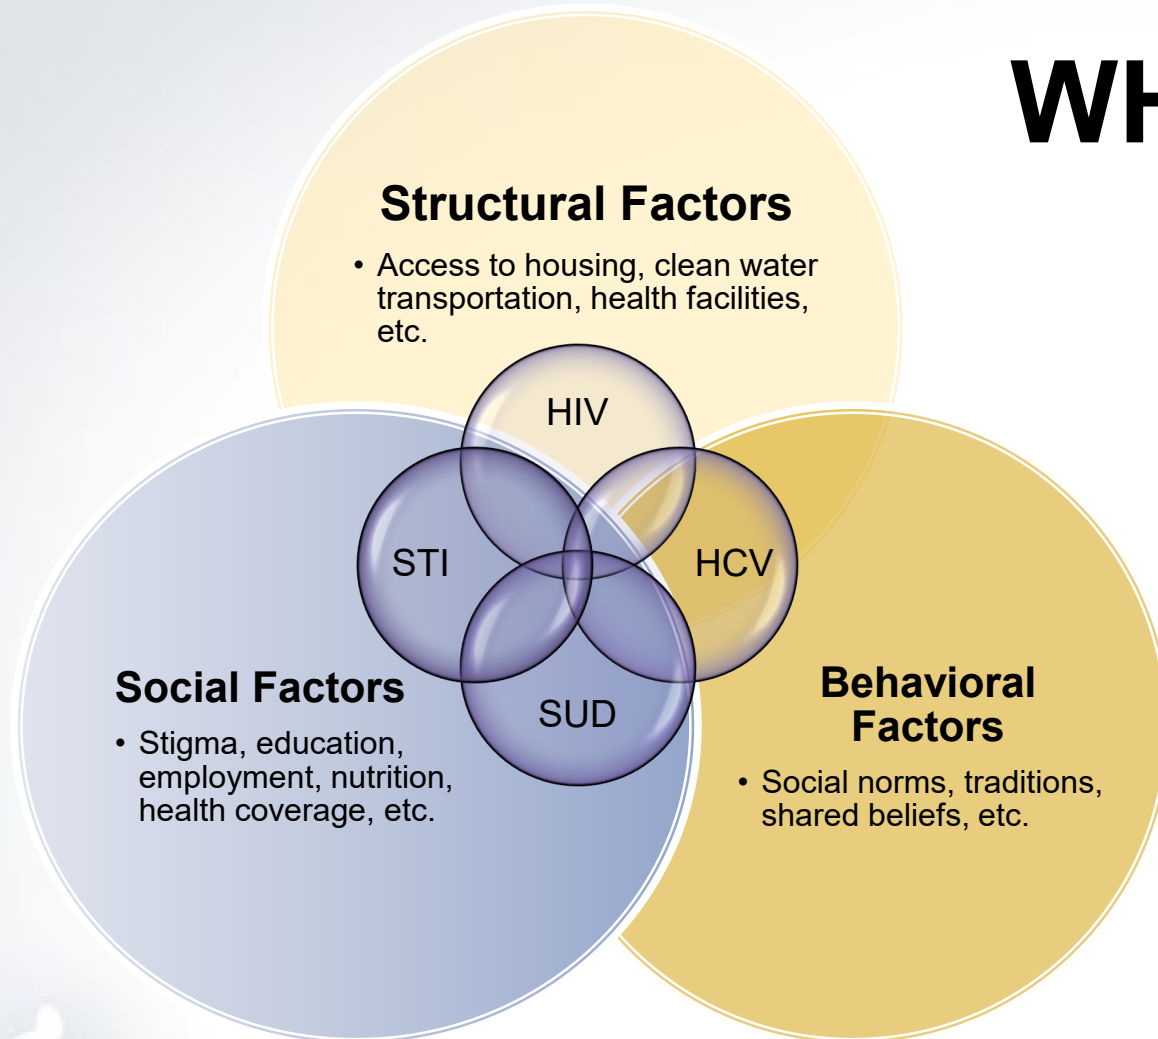 WH
Structural Factors
• Access to housing, clean water
transportation, health facilities,
etc.
HIV
STI
HCV
SUD
Social Factors
• Stigma, education,
employment, nutrition,
health coverage, etc.
Behavioral
Factors
• Social norms, traditions,
shared beliefs, etc.